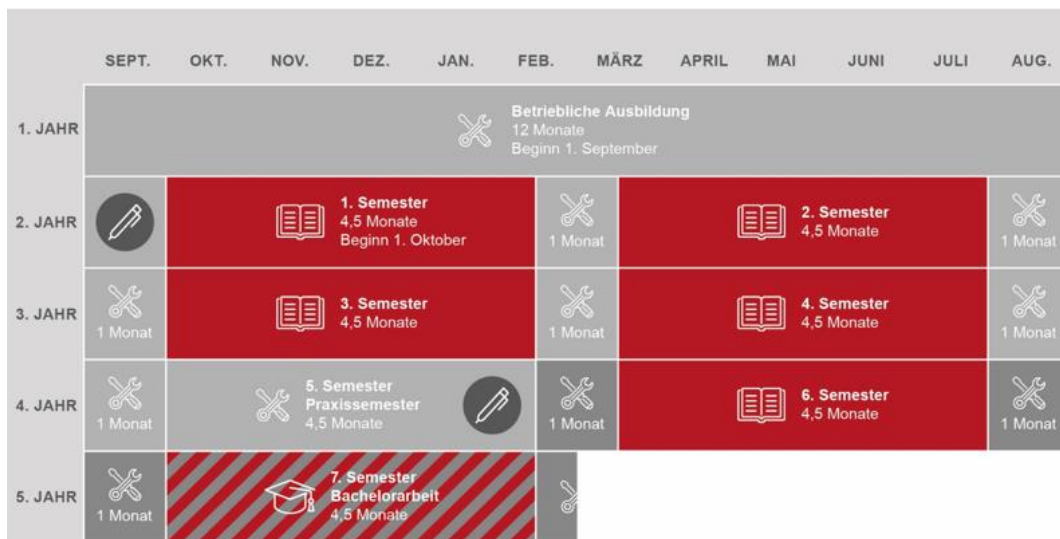 SEPT. OKT. NOV. DEZ. JAN. FEB. MÄRZ APRIL MAI JUNI JULI AUG.
1. JAHR
Betriebliche Ausbildung
12 Monate
Beginn 1. September
2. JAHR
1. Semester
4,5 Monate
Beginn 1. Oktober
1 Monat
2. Semester
4,5 Monate
1 Monat
3. JAHR
1 Monat
3. Semester
4,5 Monate
1 Monat
4. Semester
4,5 Monate
1 Monat
4. JAHR
1 Monat
5. Semester
Praxissemester
4,5 Monate
1 Monat
6. Semester
4,5 Monate
1 Monat
5. JAHR
1 Monat
7. Semester
Bachelorarbeit
4,5 Monate